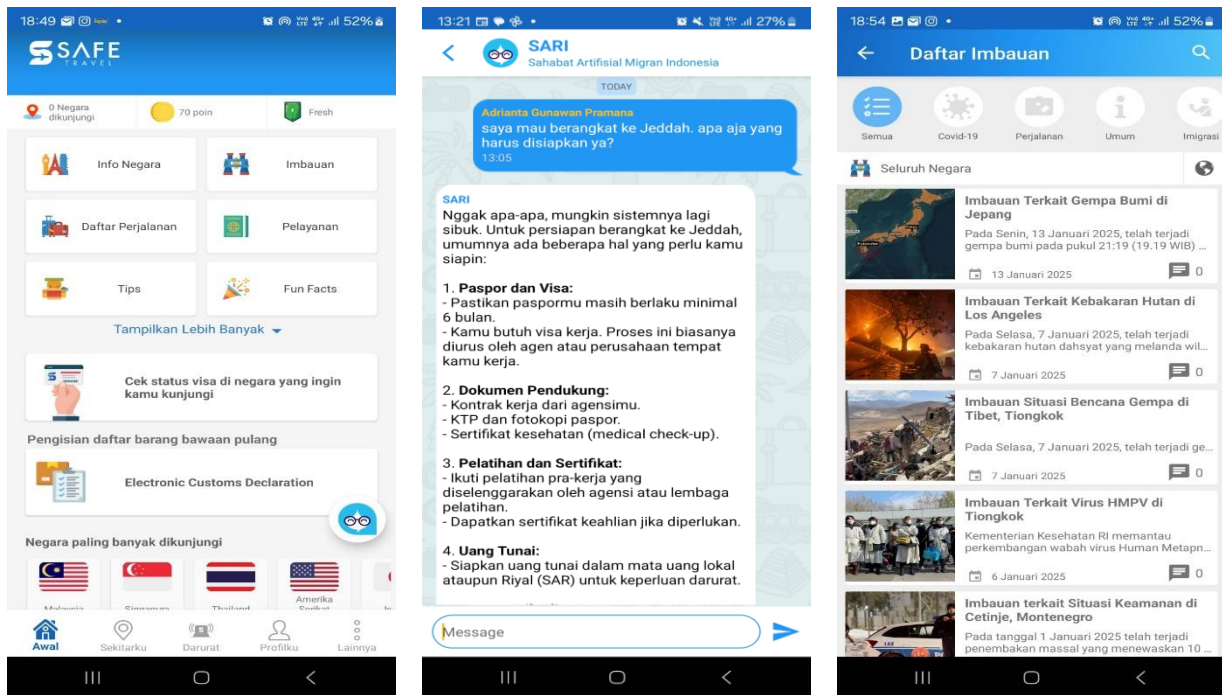 18:49
52%
SAFE
TRAVEL
0 Negara
dikunjungi
70 poin
Fresh
Info Negara
Imbauan
Daftar Perjalanan
Pelayanan
Tips
Fun Facts
Tampilkan Lebih Banyak
Cek status visa di negara yang ingin
kamu kunjungi
Pengisian daftar barang bawaan pulang
Electronic Customs Declaration
Negara paling banyak dikunjungi
Malaysia
Singapura
Thailand
Amerika
Serikat
Awal
Sekitarku
Darurat
Profilku
Lainnya
13:21
27%
SARI
Sahabat Artifisial Migran Indonesia
TODAY
Adrianta Gunawan Pramana
saya mau berangkat ke Jeddah. apa aja yang
harus disiapkan ya?
13:05
SARI
Nggak apa-apa, mungkin sistemnya lagi
sibuk. Untuk persiapan berangkat ke Jeddah,
umumnya ada beberapa hal yang perlu kamu
siapin:
1. Paspor dan Visa:
- Pastikan paspormu masih berlaku minimal
6 bulan.
- Kamu butuh visa kerja. Proses ini biasanya
diurus oleh agen atau perusahaan tempat
kamu kerja.
2. Dokumen Pendukung:
- Kontrak kerja dari agensimu.
- KTP dan fotokopi paspor.
- Sertifikat kesehatan (medical check-up).
3. Pelatihan dan Sertifikat:
- Ikuti pelatihan pra-kerja yang
diselenggarakan oleh agensi atau lembaga
pelatihan.
- Dapatkan sertifikat keahlian jika diperlukan.
4. Uang Tunai:
- Siapkan uang tunai dalam mata uang lokal
ataupun Riyal (SAR) untuk keperluan darurat.
Message
18:54
52%
Daftar Imbauan
Semua
Covid-19
Perjalanan
Umum
Imigrasi
Seluruh Negara
Imbauan Terkait Gempa Bumi di
Jepang
Pada Senin, 13 Januari 2025, telah terjadi
gempa bumi pada pukul 21:19 (19.19 WIB) ...
13 Januari 2025
0
Imbauan Terkait Kebakaran Hutan di
Los Angeles
Pada Selasa, 7 Januari 2025, telah terjadi
kebakaran hutan dahsyat yang melanda wil...
7 Januari 2025
0
Imbauan Situasi Bencana Gempa di
Tibet, Tiongkok
Pada Selasa, 7 Januari 2025, telah terjadi ge...
7 Januari 2025
0
Imbauan Terkait Virus HMPV di
Tiongkok
Kementerian Kesehatan RI memantau
perkembangan wabah virus Human Metapn...
6 Januari 2025
0
Imbauan terkait Situasi Keamanan di
Cetinje, Montenegro
Pada tanggal 1 Januari 2025 telah terjadi
penembakan massal yang menewaskan 10 ...